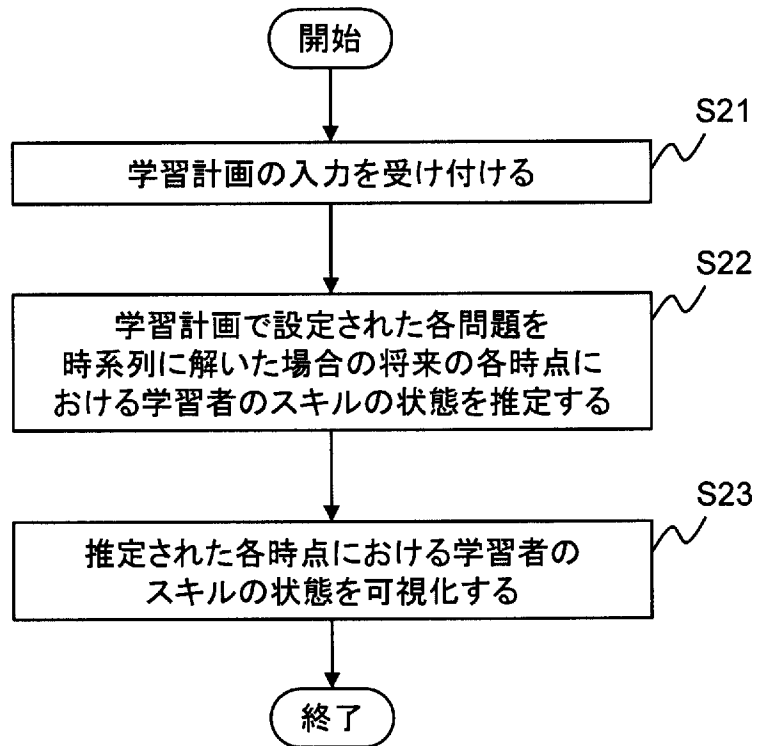 開始
S21
学習計画の入力を受け付ける
S22
学習計画で設定された各問題を
時系列に解いた場合の将来の各時点に
おける学習者のスキルの状態を推定する
S23
推定された各時点における学習者の
スキルの状態を可視化する
終了